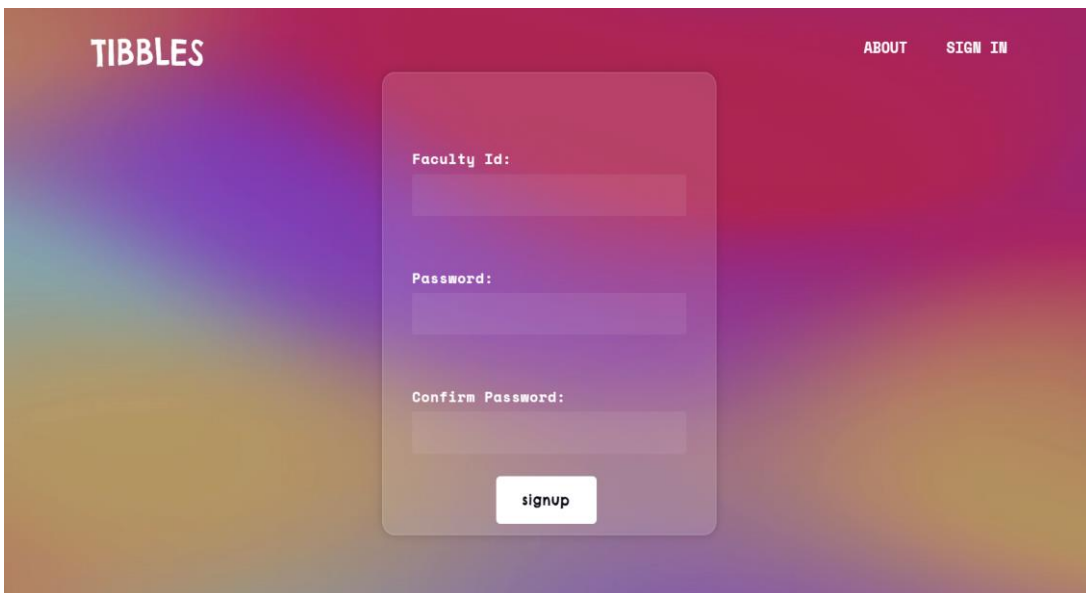 TIBBLES
ABOUT SIGN IN
Faculty Id:
Password:
Confirm Password:
signup